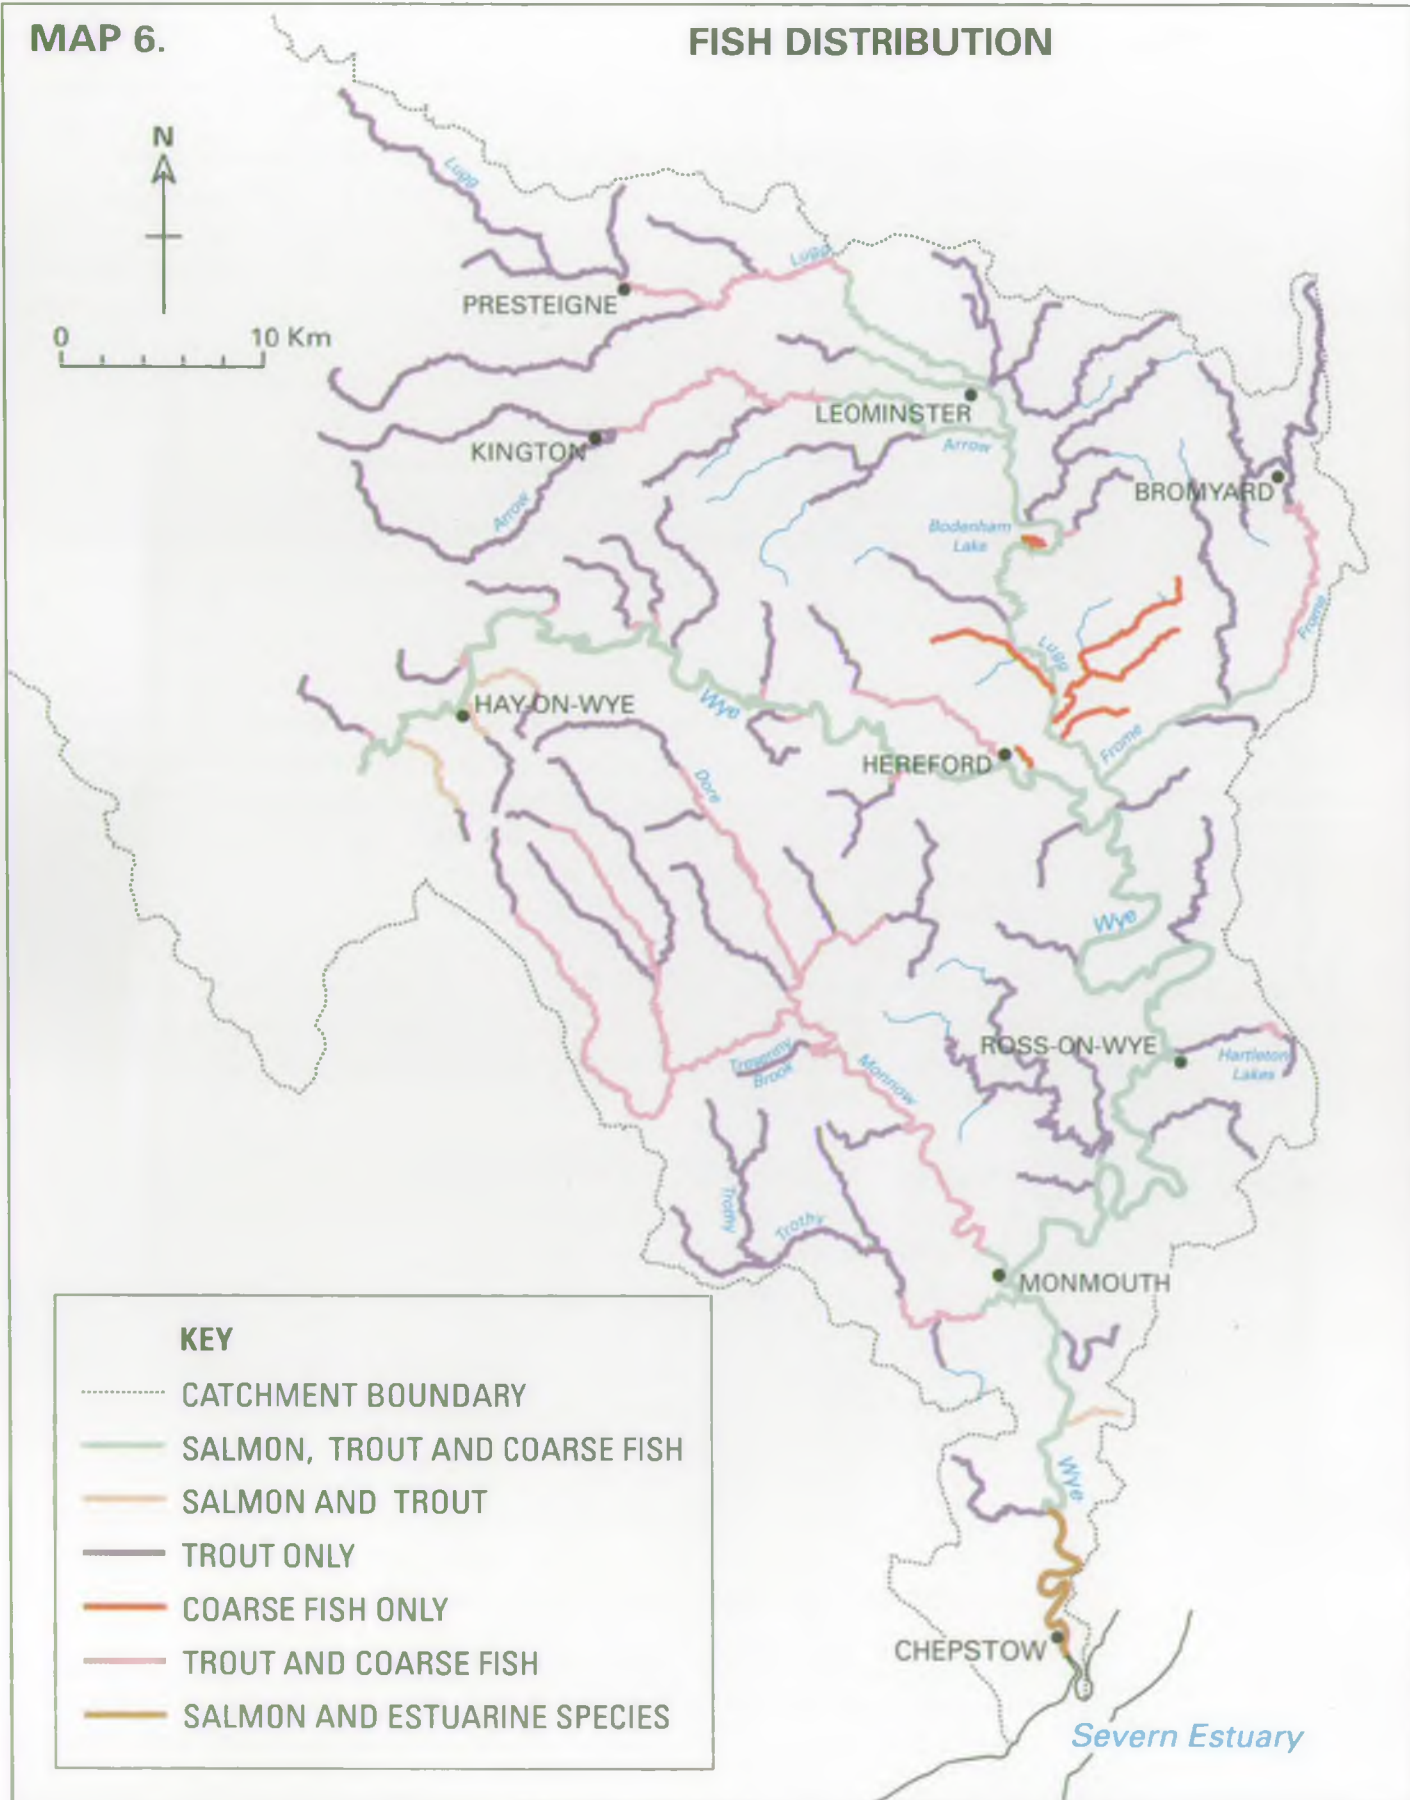 MAP 6.
FISH DISTRIBUTION
N
0 10 Km
Lugg
Lugg
PRESTEIGNE
LEOMINSTER
Arrow
KINGTON
Arrow
BROMYARD
Bodenham
Lake
Frome
Lugg
HAY-ON-WYE
Wye
Frome
HEREFORD
Dore
Wye
ROSS-ON-WYE
Hartleton
Lakes
Monnow
Brook
Trothy
Trothy
MONMOUTH
Wye
CHEPSTOW
Severn Estuary
KEY
CATCHMENT BOUNDARY
SALMON, TROUT AND COARSE FISH
SALMON AND TROUT
TROUT ONLY
COARSE FISH ONLY
TROUT AND COARSE FISH
SALMON AND ESTUARINE SPECIES